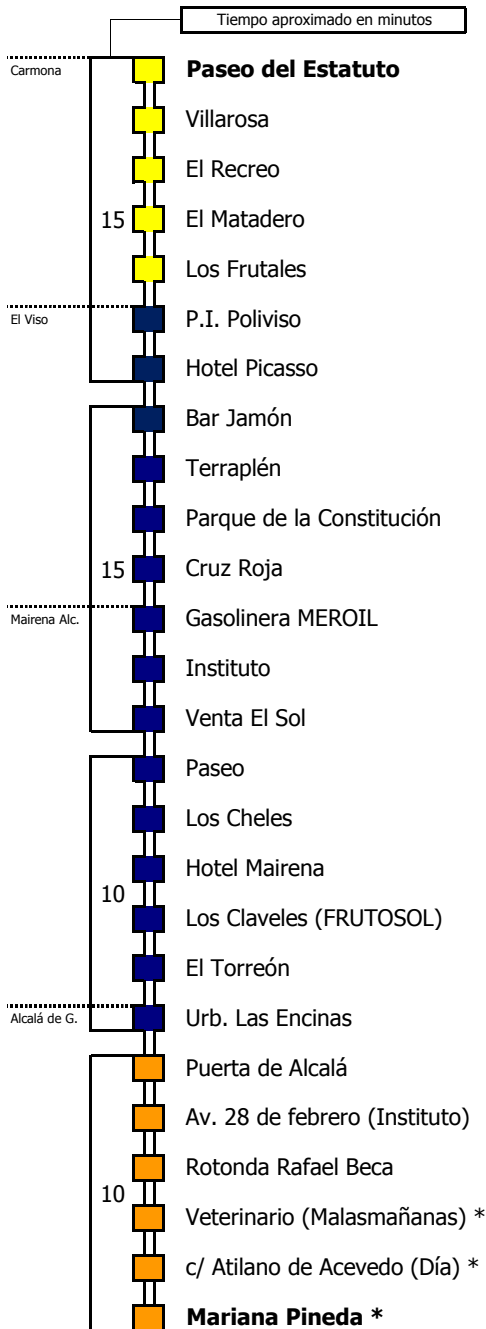 Tiempo aproximado en minutos
Carmona
Paseo del Estatuto
Villarosa
El Recreo
15
El Matadero
Los Frutales
El Viso
P.I. Poliviso
Hotel Picasso
Bar Jamón
Terraplén
Parque de la Constitución
15
Cruz Roja
Mairena Alc.
Gasolinera MEROIL
Instituto
Venta El Sol
Paseo
Los Cheles
Hotel Mairena
10
Los Claveles (FRUTOSOL)
El Torreón
Alcalá de G.
Urb. Las Encinas
Puerta de Alcalá
Av. 28 de febrero (Instituto)
Rotonda Rafael Beca
10
Veterinario (Malasmañanas) *
c/ Atilano de Acevedo (Día) *
Mariana Pineda *